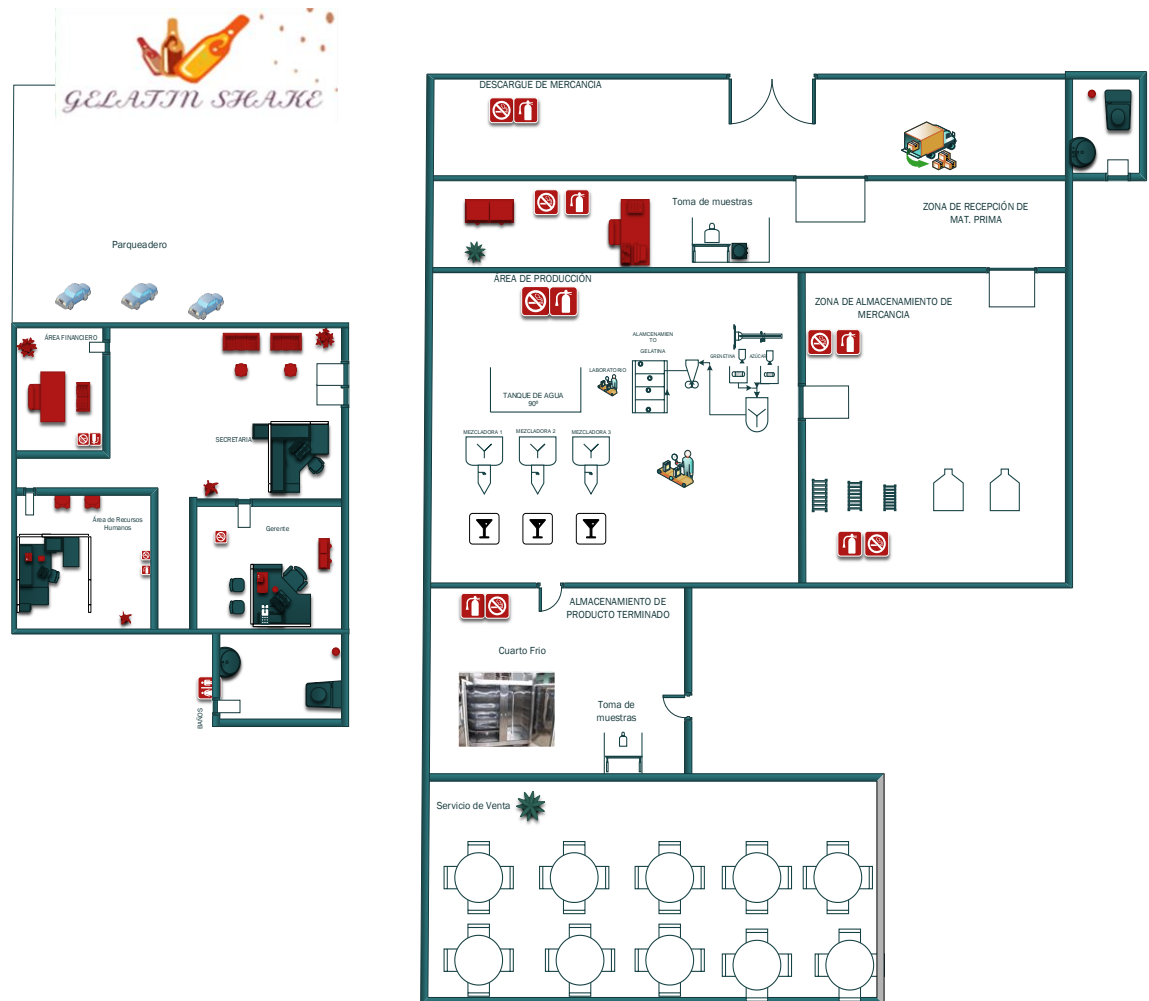 GELATIN SHAKE
Parqueadero
ÁREA FINANCIERO
SECRETARIA
Área de Recursos
Humanos
Gerente
BAÑOS
DESCARGUE DE MERCANCIA
Toma de muestras
ZONA DE RECEPCIÓN DE
MAT. PRIMA
ÁREA DE PRODUCCIÓN
ZONA DE ALMACENAMIENTO DE
MERCANCIA
ALAMCENAMIEN
TO
GELATINA
GRENETINA
AZÚCAR
LABORATORIO
TANQUE DE AGUA
90º
MEZCLADORA 1
MEZCLADORA 2
MEZCLADORA 3
ALMACENAMIENTO DE
PRODUCTO TERMINADO
Cuarto Frio
Toma de
muestras
Servicio de Venta